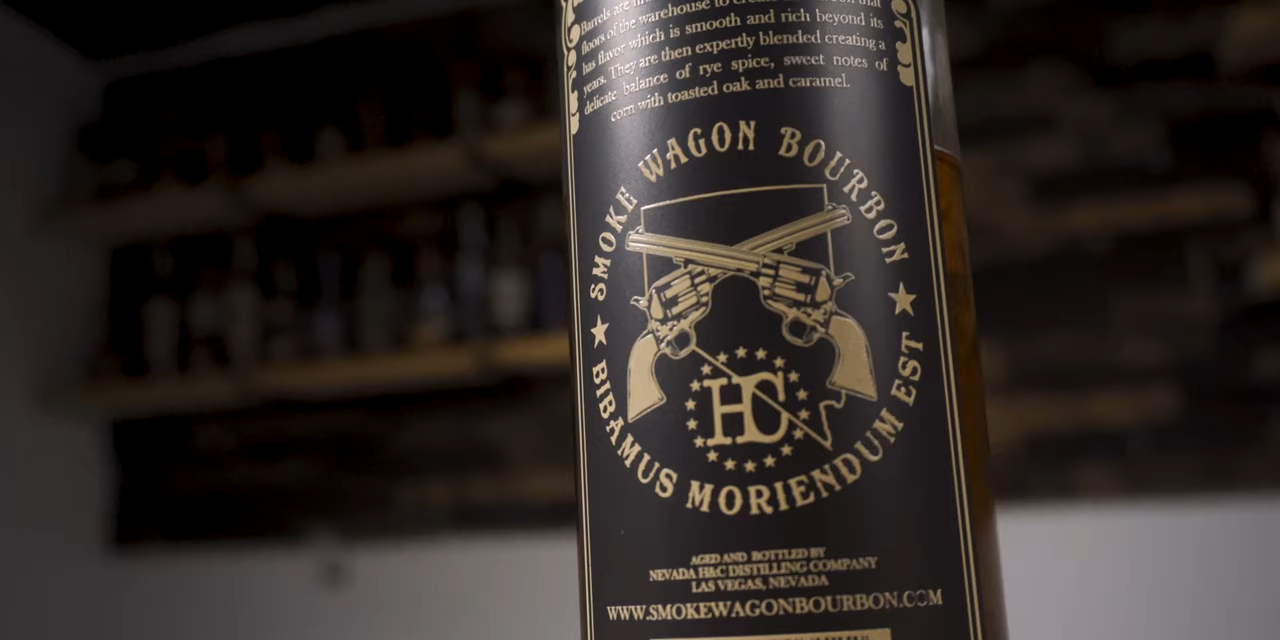 Barrels are
floors of the warehouse to create
has flavor which is smooth and rich beyond its
years. They are then expertly blended creating a
delicate balance of rye spice, sweet notes of
corn with toasted oak and caramel.
SMOKE WAGON BOURBON
HC
BIBAMUS MORIENDUM EST
AGED AND BOTTLED BY
NEVADA H&C DISTILLING COMPANY
LAS VEGAS, NEVADA
WWW.SMOKEWAGONBOURBON.COM